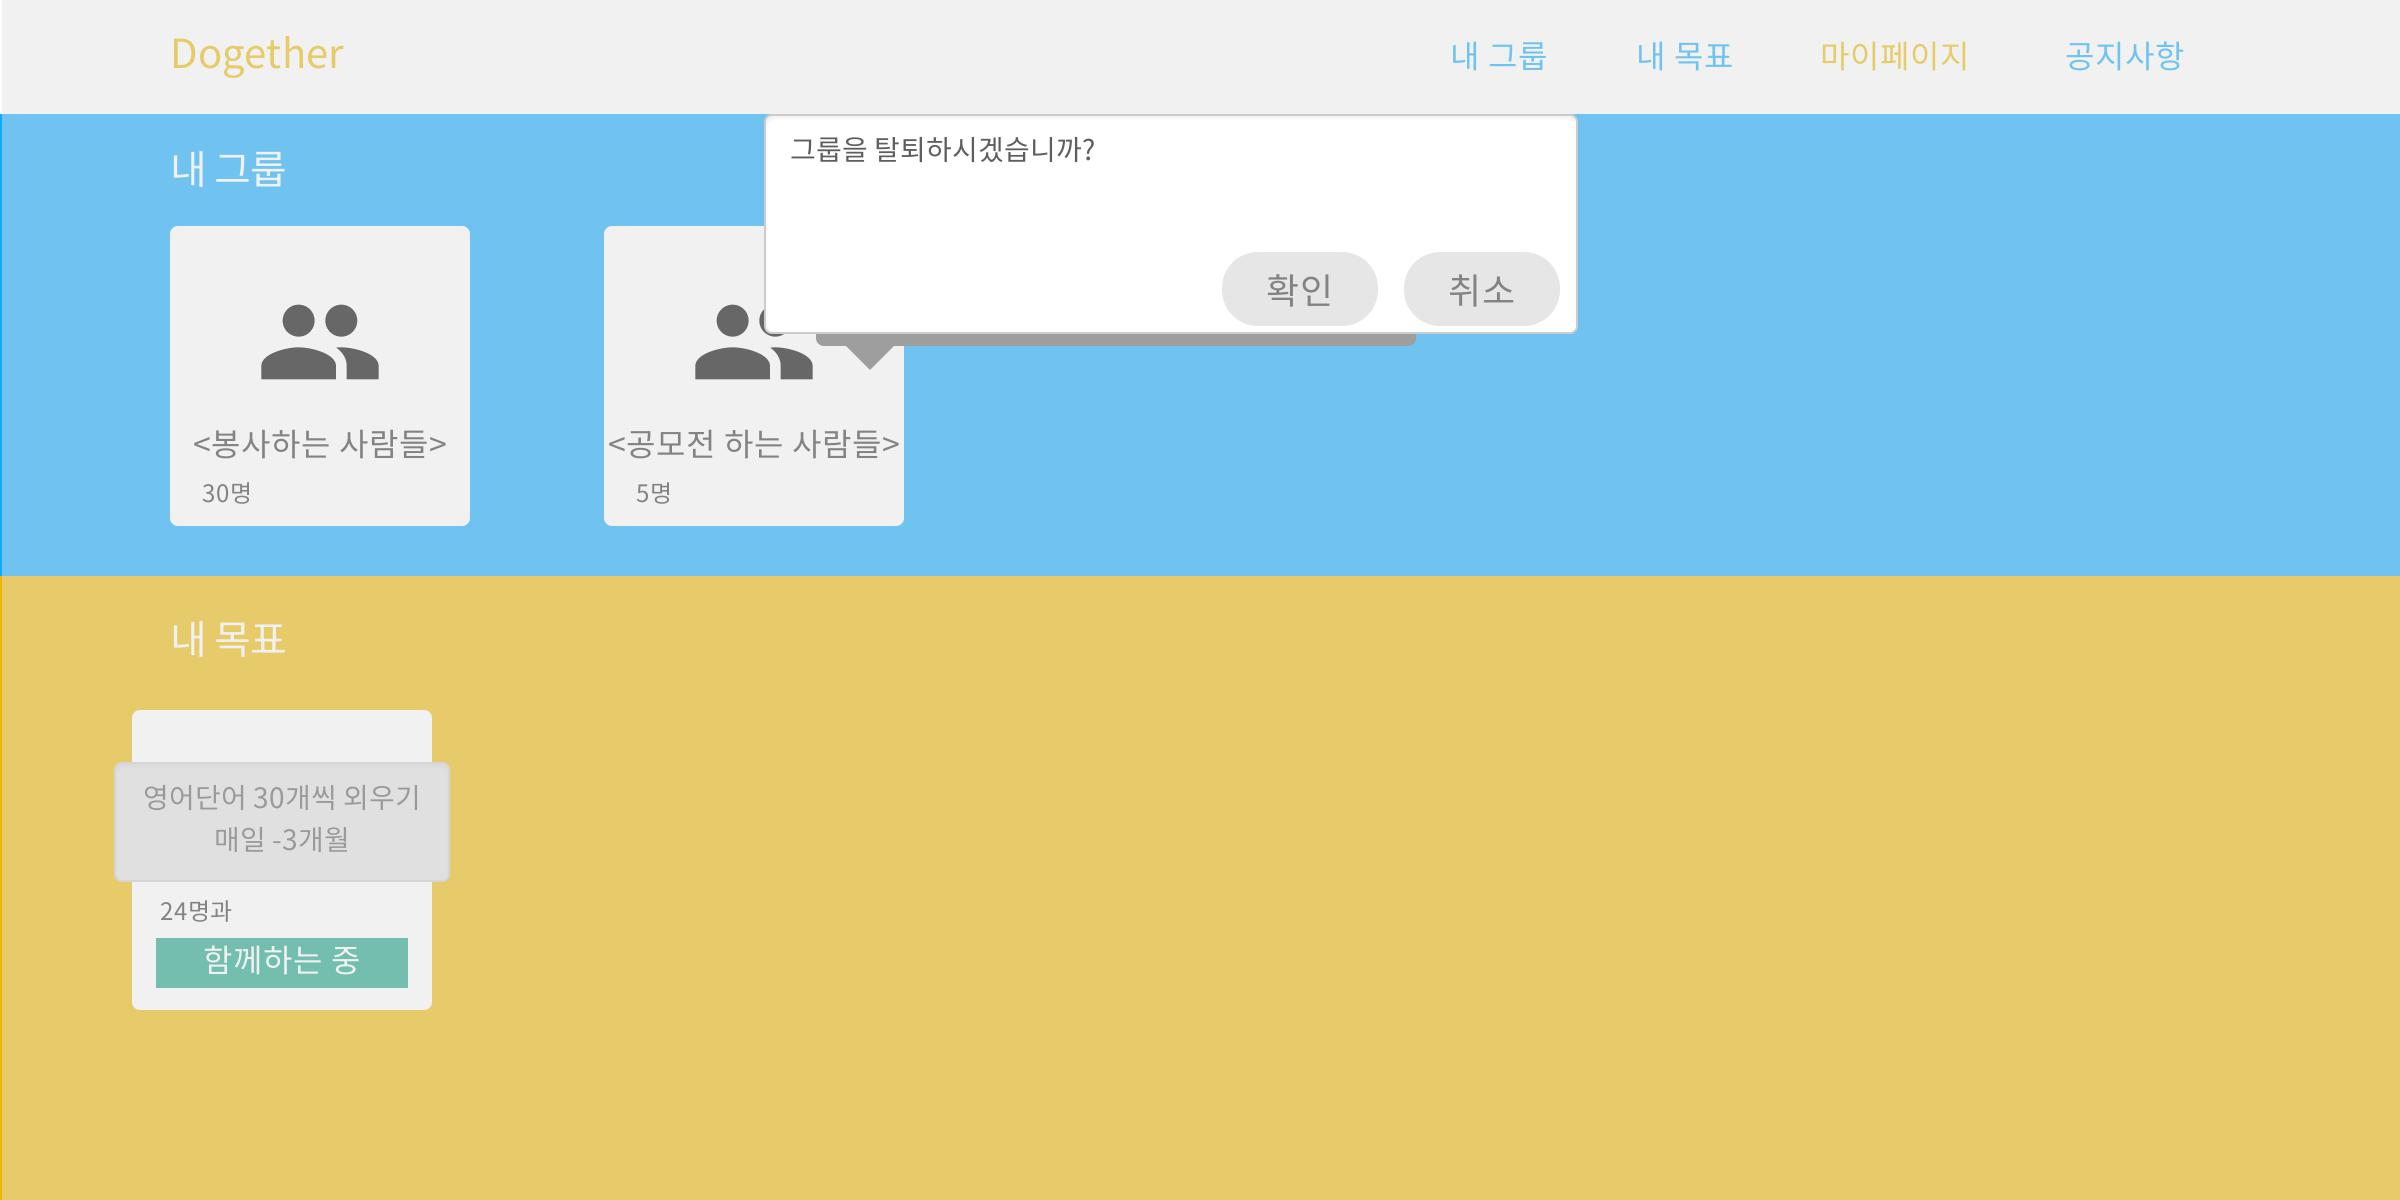 Dogether
내 그룹
내 목표
마이페이지
공지사항
내 그룹
그룹을 탈퇴하시겠습니까?
확인
취소
<봉사하는 사람들>
30명
<공모전 하는 사람들>
5명
내 목표
영어단어 30개씩 외우기
매일 -3개월
24명과
함께하는 중